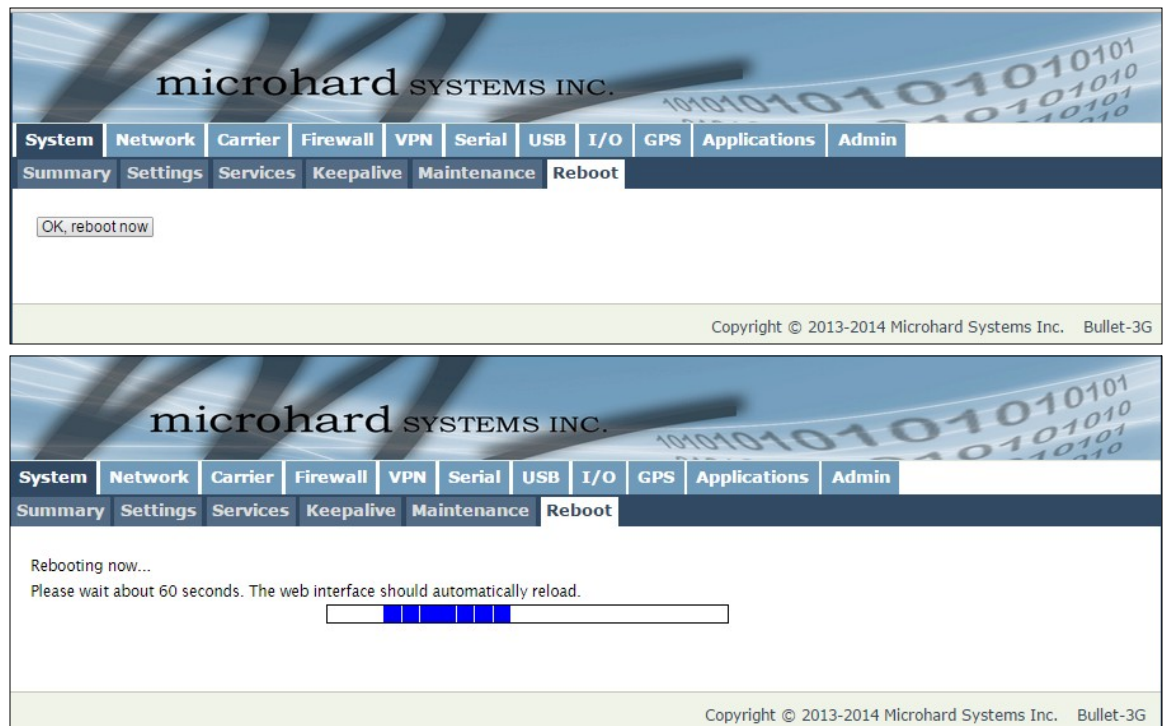 microhard SYSTEMS INC.
System Network Carrier Firewall VPN Serial USB I/O GPS Applications Admin
Summary Settings Services Keepalive Maintenance Reboot
OK, reboot now
Copyright © 2013-2014 Microhard Systems Inc. Bullet-3G
microhard SYSTEMS INC.
System Network Carrier Firewall VPN Serial USB I/O GPS Applications Admin
Summary Settings Services Keepalive Maintenance Reboot
Rebooting now...
Please wait about 60 seconds. The web interface should automatically reload.
Copyright © 2013-2014 Microhard Systems Inc. Bullet-3G